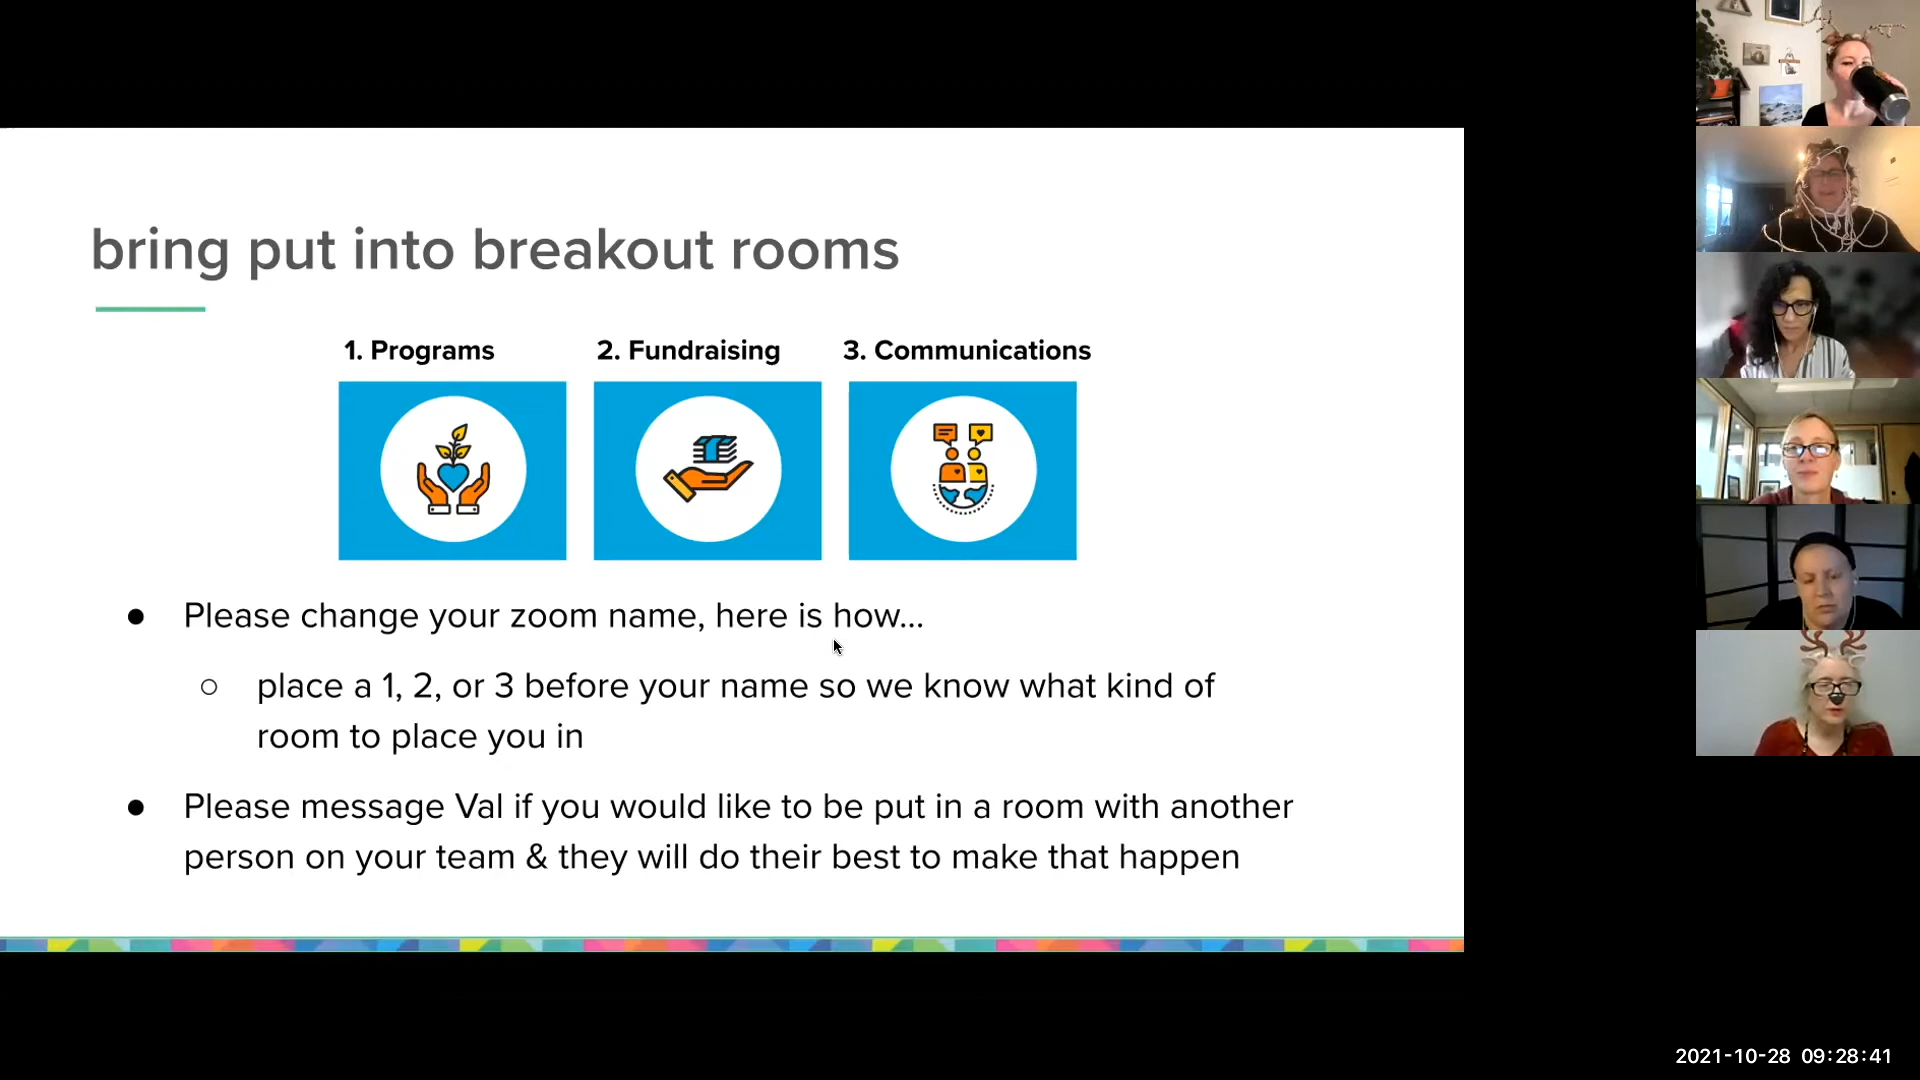 bring put into breakout rooms
1. Programs
2. Fundraising
3. Communications
● Please change your zoom name, here is how...
○ place a 1, 2, or 3 before your name so we know what kind of
room to place you in
● Please message Val if you would like to be put in a room with another
person on your team & they will do their best to make that happen
2021-10-28 09:28:41